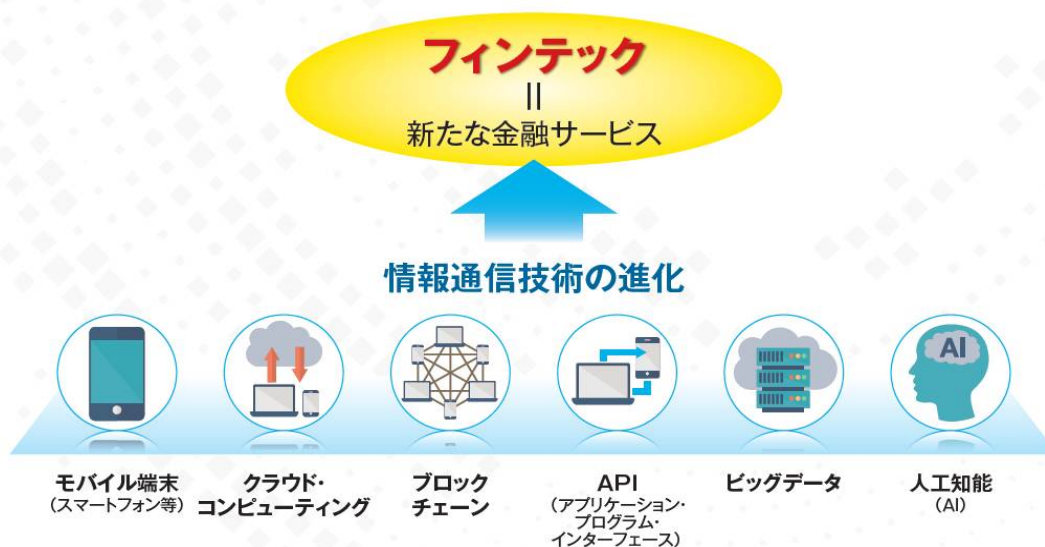 フィンテック
＝
新たな金融サービス
情報通信技術の進化
AI
モバイル端末
(スマートフォン等)
クラウド・
コンピューティング
ブロック
チェーン
API
(アプリケーション・
プログラム・
インターフェース)
ビッグデータ
人工知能
(AI)